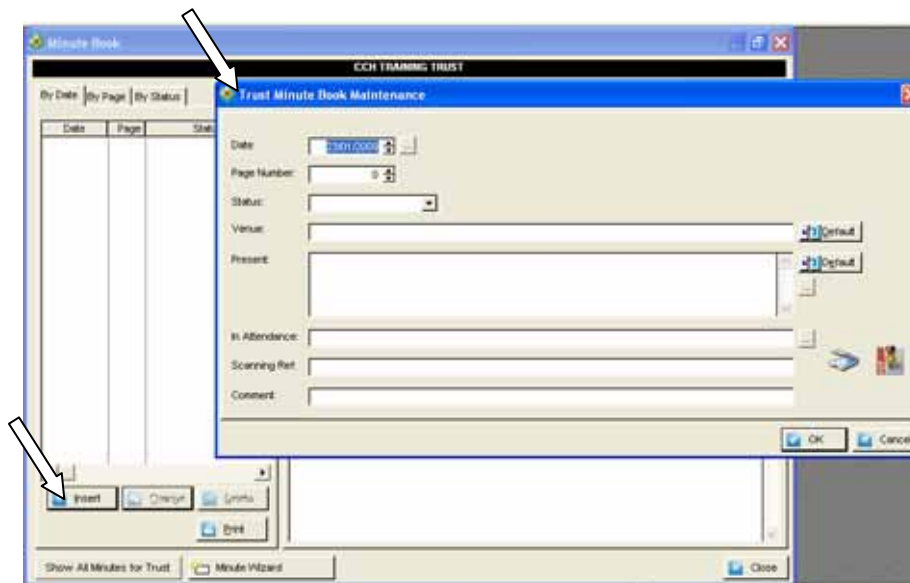 Minute Book
CCH TRAINING TRUST
By Date By Page By Status
Date Page
Trust Minute Book Maintenance
Date
Page Number: 0
Status:
Venue: Default
Present: Default
In Attendance:
Scanning Ref:
Comment:
OK Cancel
Insert Change Delete
Print
Show All Minutes for Trust Minute Wizard Close